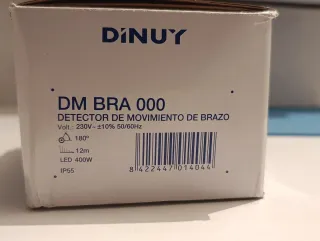 DiNUY
DM BRA 000
DETECTOR DE MOVIMIENTO DE BRAZO
Volt.: 230V~ ±10% 50/60Hz
180º
12m
LED 400W
IP55
8 422447 014044